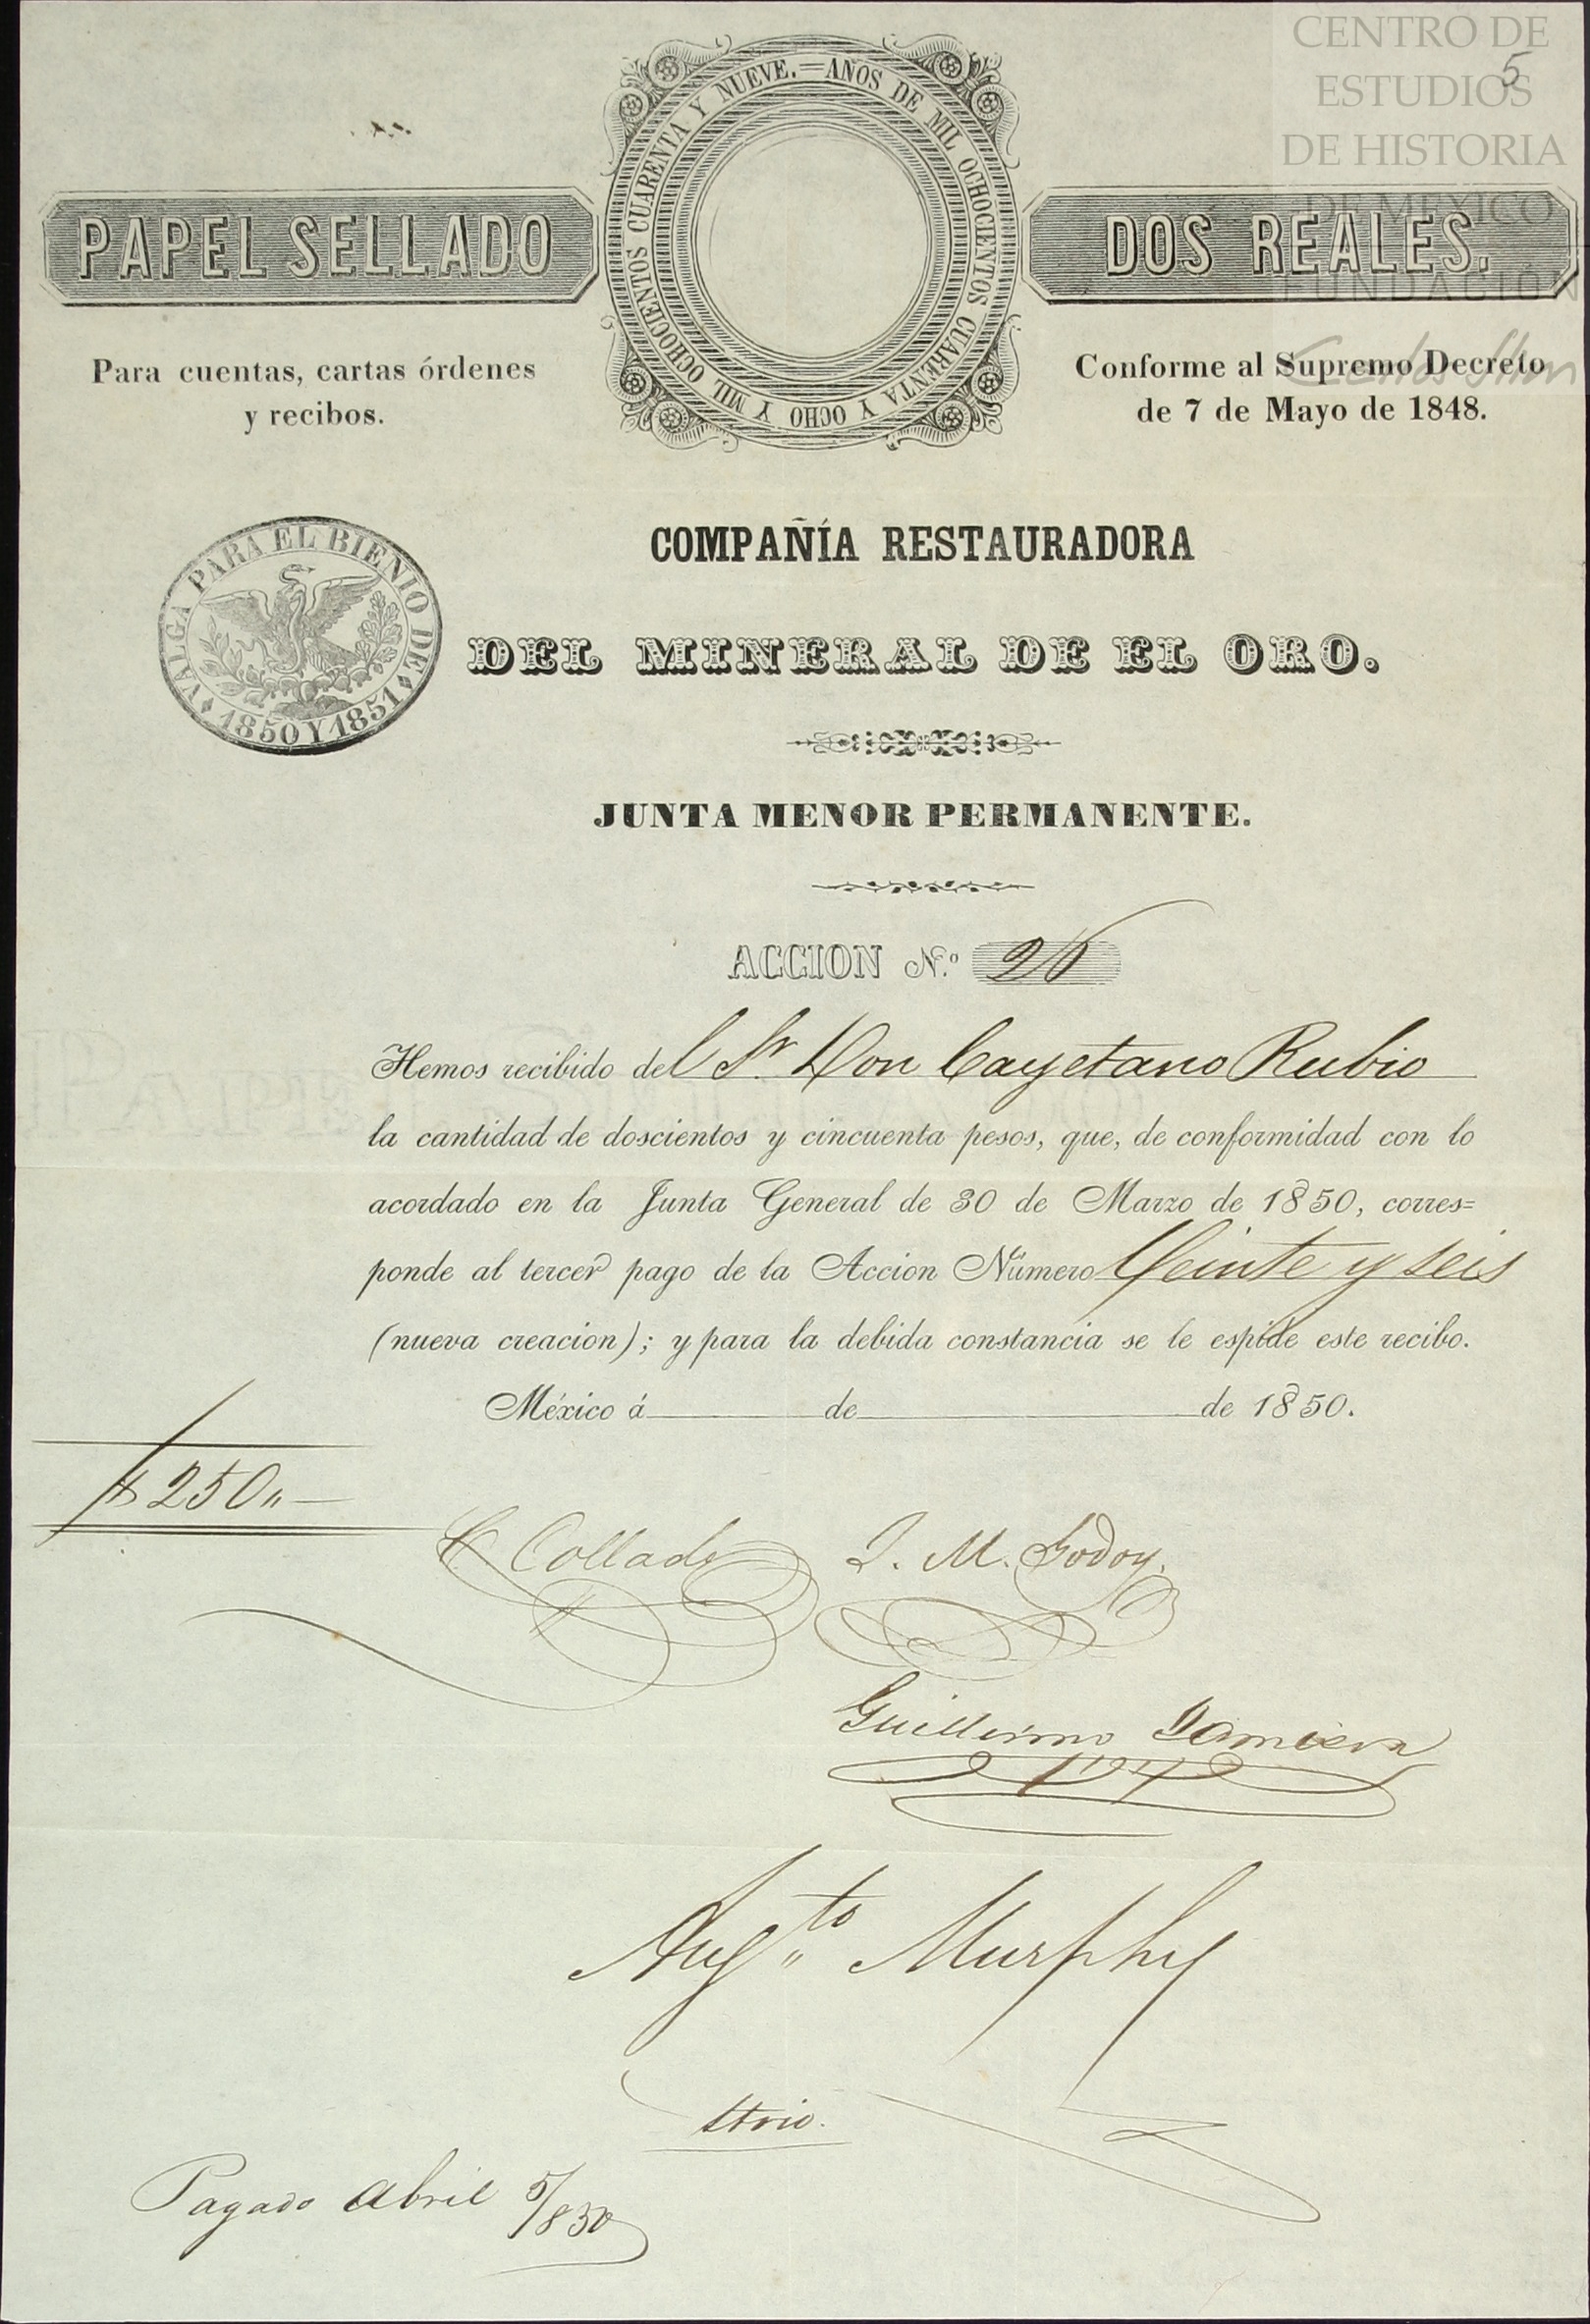 CENTRO DE
ESTUDIOS
DE HISTORIA
DE MÉXICO
FUNDACIÓN
Carlos Slim
5
AÑOS DE MIL OCHOCIENTOS CUARENTA Y OCHO Y MIL OCHOCIENTOS CUARENTA Y NUEVE.=
PAPEL SELLADO
DOS REALES.
Para cuentas, cartas órdenes
y recibos.
Conforme al Supremo Decreto
de 7 de Mayo de 1848.
VALGA PARA EL BIENIO DE
1850 Y 1851
COMPAÑÍA RESTAURADORA
DEL MINERAL DE EL ORO.
JUNTA MENOR PERMANENTE.
ACCION N.º 26
Hemos recibido del Sr. Don Cayetano Rubio
la cantidad de doscientos y cincuenta pesos, que, de conformidad con lo
acordado en la Junta General de 30 de Marzo de 1850, corres=
ponde al tercer pago de la Accion Número Veinte y seis
(nueva creacion); y para la debida constancia se le espide este recibo.
México á de de 1850.
$ 250,,—
Collado J. M. Godoy.
Guillermo
Augto Murphy
Strio.
Pagado Abril 5/850